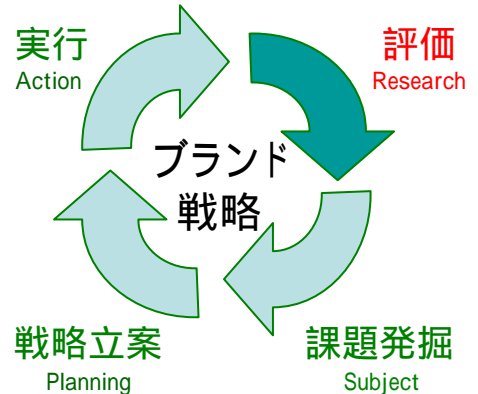 実行
Action
評価
Research
ブランド
戦略
戦略立案
Planning
課題発掘
Subject